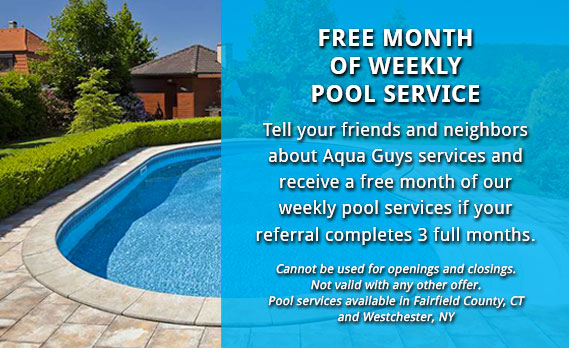 FREE MONTH
OF WEEKLY
POOL SERVICE
Tell your friends and neighbors
about Aqua Guys services and
receive a free month of our
weekly pool services if your
referral completes 3 full months.
Cannot be used for openings and closings.
Not valid with any other offer.
Pool services available in Fairfield County, CT
and Westchester, NY